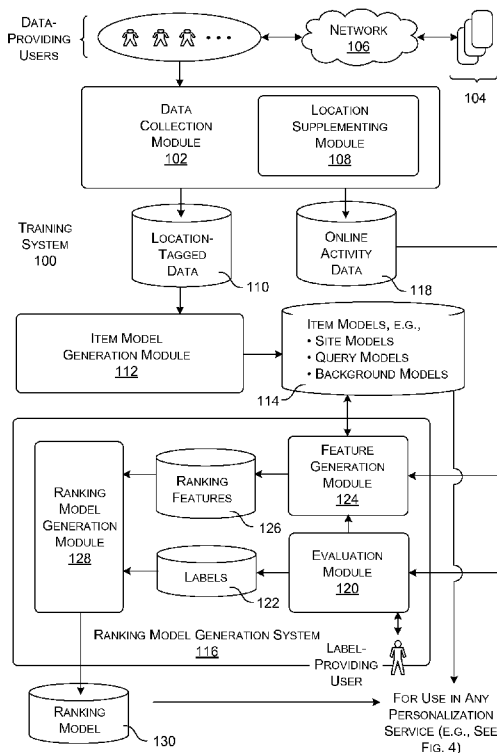 DATA-
PROVIDING
USERS
NETWORK
106
104
DATA
COLLECTION
MODULE
102
LOCATION
SUPPLEMENTING
MODULE
108
TRAINING
SYSTEM
100
LOCATION-
TAGGED
DATA
110
ONLINE
ACTIVITY
DATA
118
ITEM MODEL
GENERATION MODULE
112
ITEM MODELS, E.G.,
• SITE MODELS
• QUERY MODELS
• BACKGROUND MODELS
114
RANKING
MODEL
GENERATION
MODULE
128
RANKING
FEATURES
126
FEATURE
GENERATION
MODULE
124
LABELS
122
EVALUATION
MODULE
120
RANKING MODEL GENERATION SYSTEM
116
LABEL-
PROVIDING
USER
RANKING
MODEL
130
FOR USE IN ANY
PERSONALIZATION
SERVICE (E.G., SEE
FIG. 4)